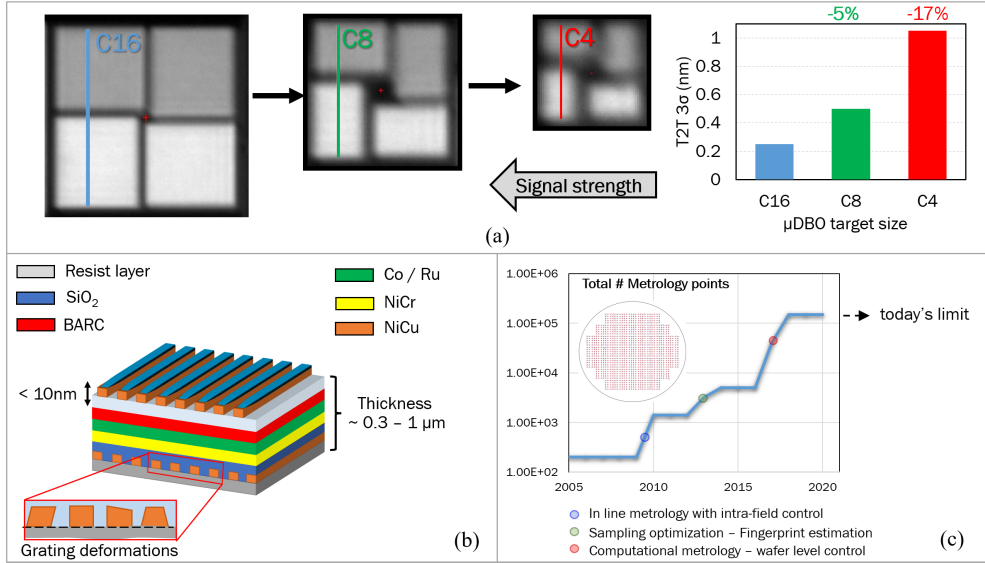 C16
C8
C4
Signal strength
-5%
-17%
T2T 3σ (nm)
1
0.8
0.6
0.4
0.2
0
C16
C8
C4
µDBO target size
(a)
Resist layer
SiO2
BARC
Co / Ru
NiCr
NiCu
< 10nm
Thickness
~ 0.3 – 1 µm
Grating deformations
(b)
1.00E+06
1.00E+05
1.00E+04
1.00E+03
1.00E+02
Total # Metrology points
today's limit
2005
2010
2015
2020
In line metrology with intra-field control
Sampling optimization – Fingerprint estimation
Computational metrology – wafer level control
(c)